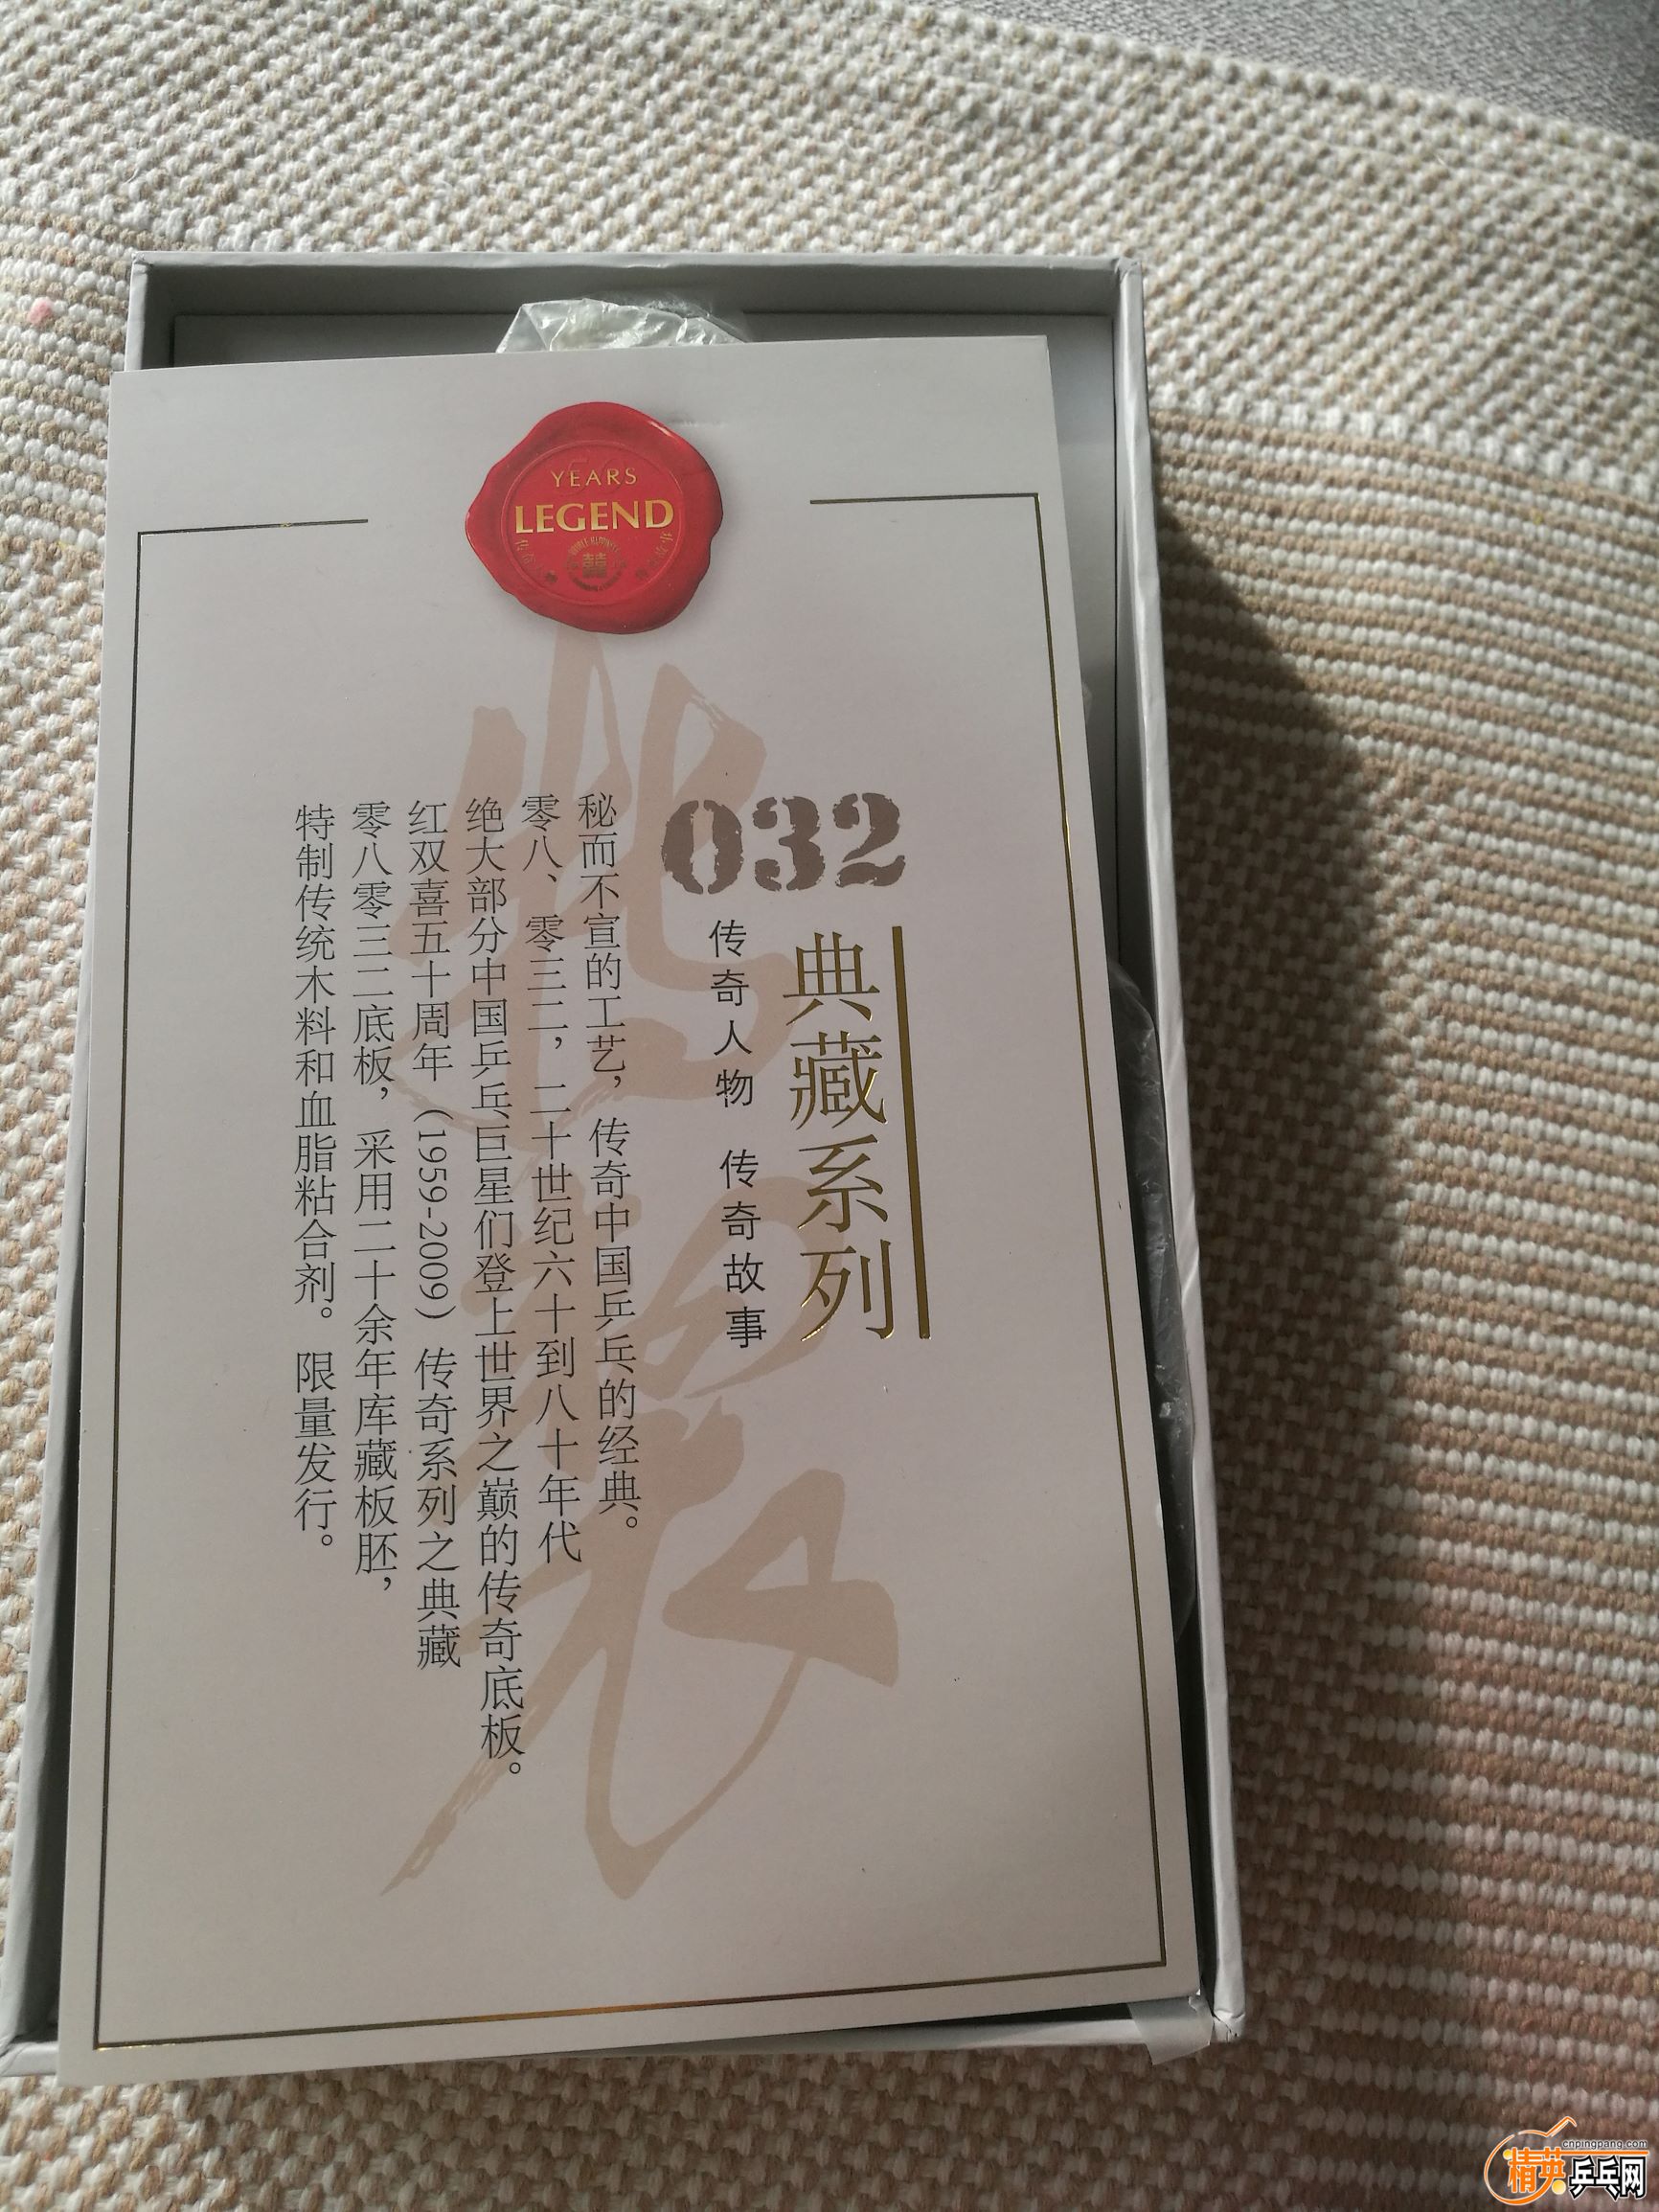 YEARS
LEGEND
032
典藏系列
传奇人物 传奇故事
秘而不宣的工艺，传奇中国乒乓的经典。
零八、零三二，二十世纪六十到八十年代
绝大部分中国乒乓巨星们登上世界之巅的传奇底板。
红双喜五十周年（1959-2009）传奇系列之典藏
零八零三二底板，采用二十余年库藏板胚，
特制传统木料和血脂粘合剂。限量发行。
cnpingpang.com
精英乒乓网